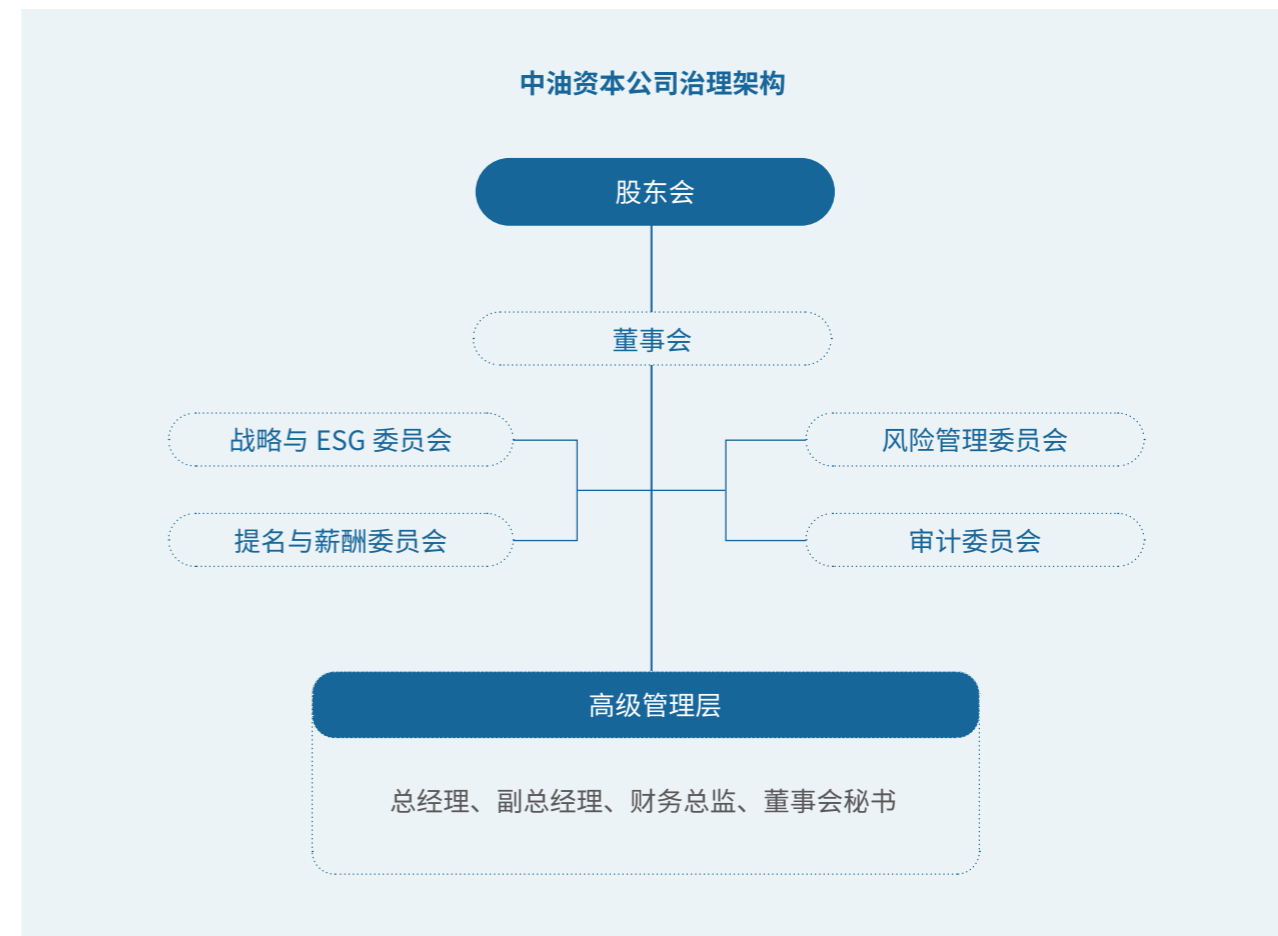 中油资本公司治理架构
股东会
董事会
战略与 ESG 委员会
风险管理委员会
提名与薪酬委员会
审计委员会
高级管理层
总经理、副总经理、财务总监、董事会秘书